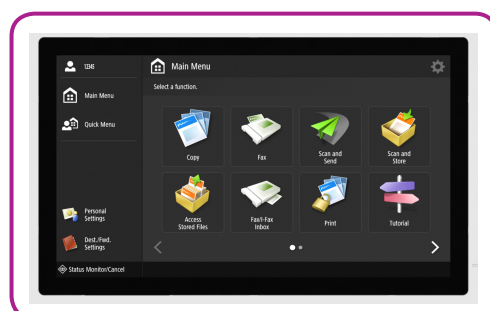 12345
Main Menu
Quick Menu
Personal
Settings
Dest./Fwd.
Settings
Status Monitor/Cancel
Main Menu
Select a function.
Copy
Fax
Scan and
Send
Scan and
Store
Access
Stored Files
Fax/I-Fax
Inbox
Print
Tutorial